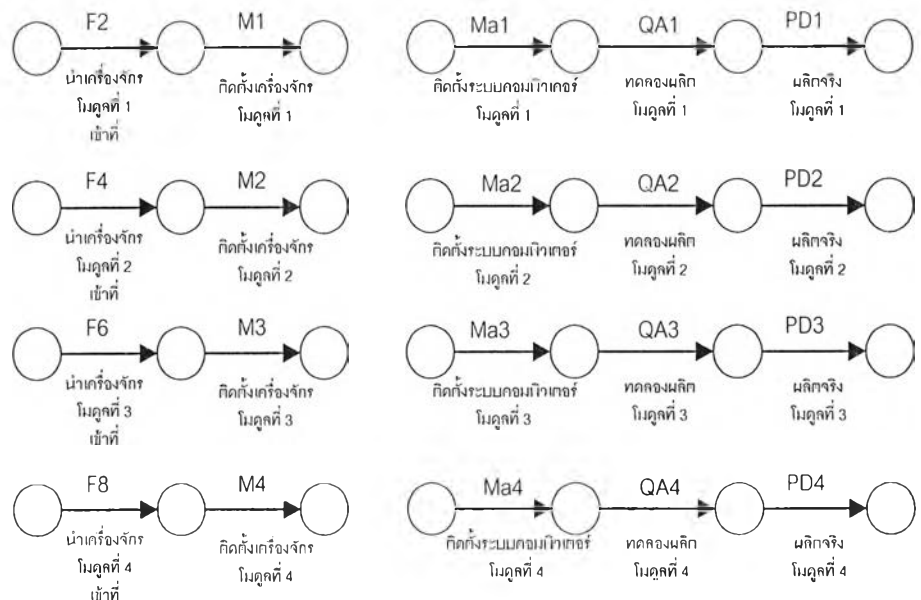 F2 M1 Ma1 QA1 PD1
นำเครื่องจักร ติดตั้งเครื่องจักร ติดตั้งระบบคอมพิวเตอร์ ทดลองผลิต ผลิตจริง
โมดูลที่ 1 โมดูลที่ 1 โมดูลที่ 1 โมดูลที่ 1 โมดูลที่ 1
เข้าที่
F4 M2 Ma2 QA2 PD2
นำเครื่องจักร ติดตั้งเครื่องจักร ติดตั้งระบบคอมพิวเตอร์ ทดลองผลิต ผลิตจริง
โมดูลที่ 2 โมดูลที่ 2 โมดูลที่ 2 โมดูลที่ 2 โมดูลที่ 2
เข้าที่
F6 M3 Ma3 QA3 PD3
นำเครื่องจักร ติดตั้งเครื่องจักร ติดตั้งระบบคอมพิวเตอร์ ทดลองผลิต ผลิตจริง
โมดูลที่ 3 โมดูลที่ 3 โมดูลที่ 3 โมดูลที่ 3 โมดูลที่ 3
เข้าที่
F8 M4 Ma4 QA4 PD4
นำเครื่องจักร ติดตั้งเครื่องจักร ติดตั้งระบบคอมพิวเตอร์ ทดลองผลิต ผลิตจริง
โมดูลที่ 4 โมดูลที่ 4 โมดูลที่ 4 โมดูลที่ 4 โมดูลที่ 4
เข้าที่